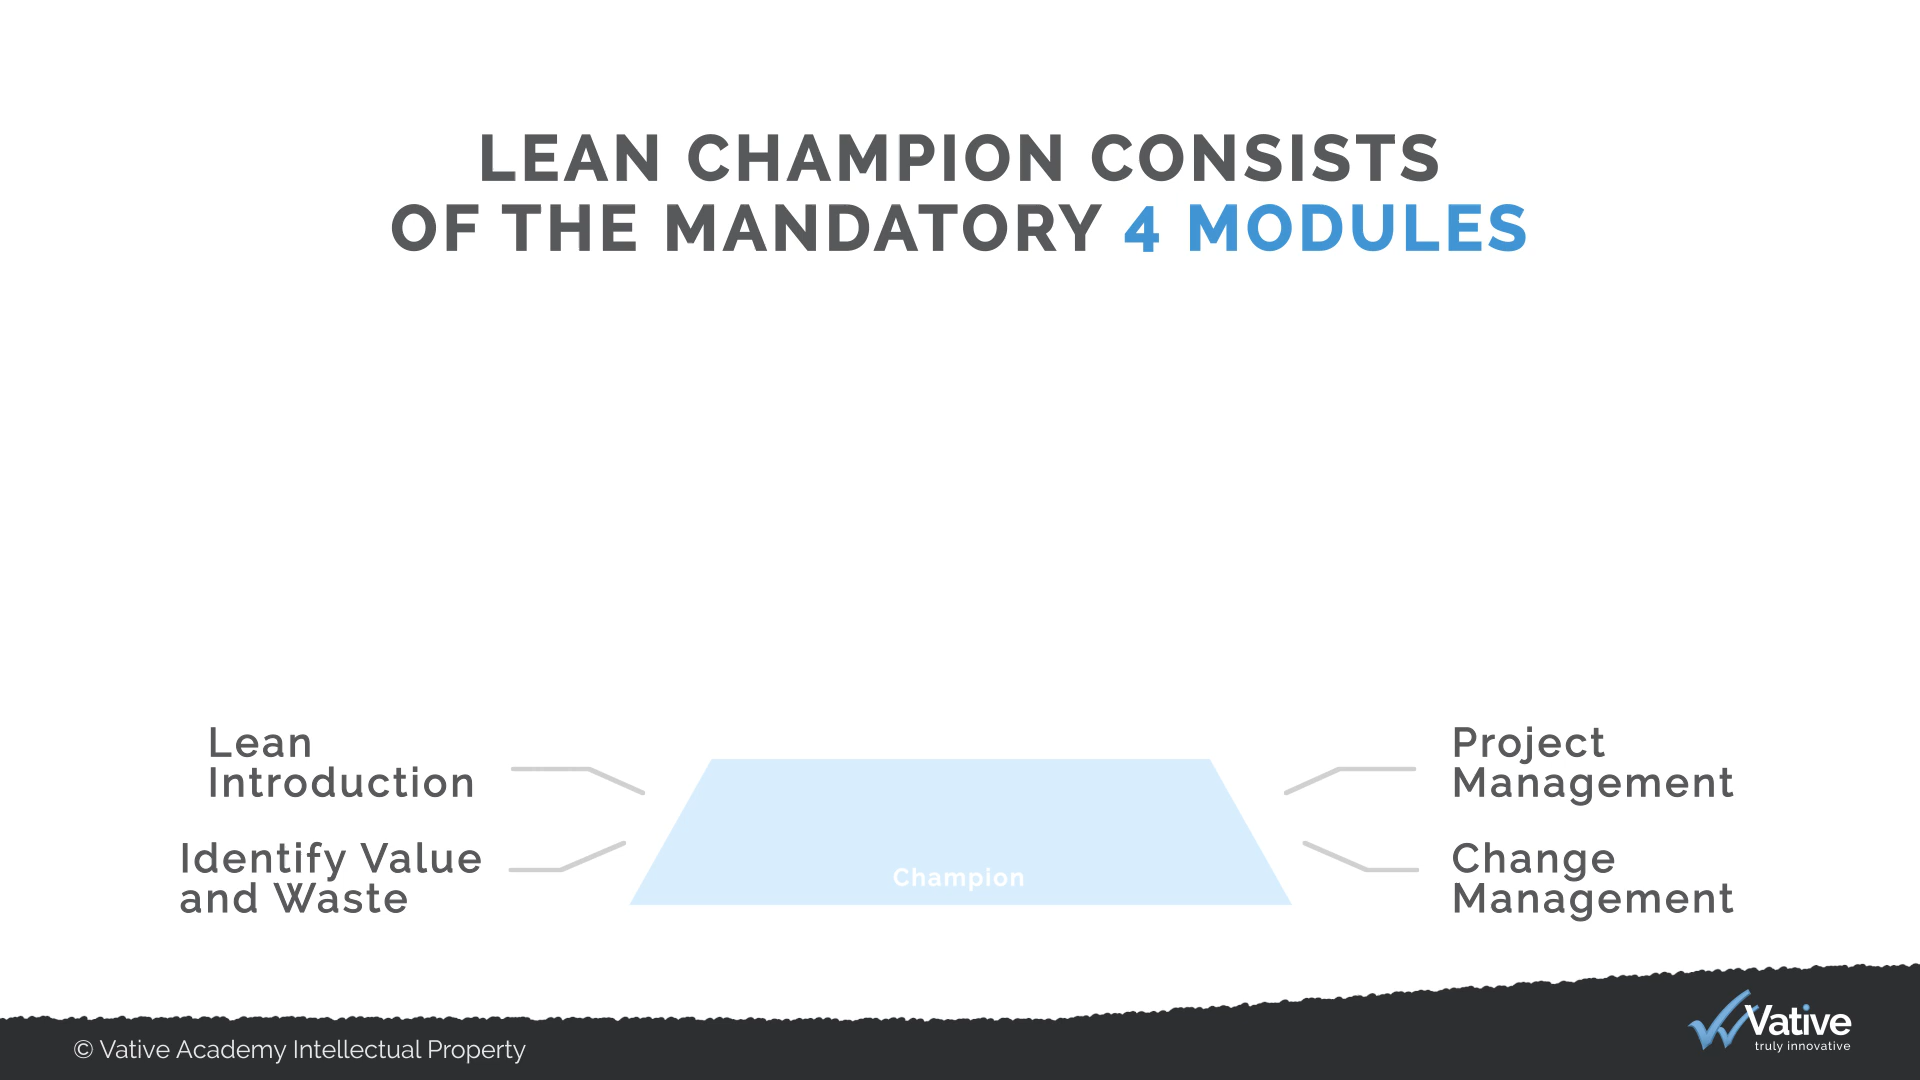 LEAN CHAMPION CONSISTS
OF THE MANDATORY 4 MODULES
Lean
Introduction
Identify Value
and Waste
Champion
Project
Management
Change
Management
© Vative Academy Intellectual Property
Vative
truly innovative